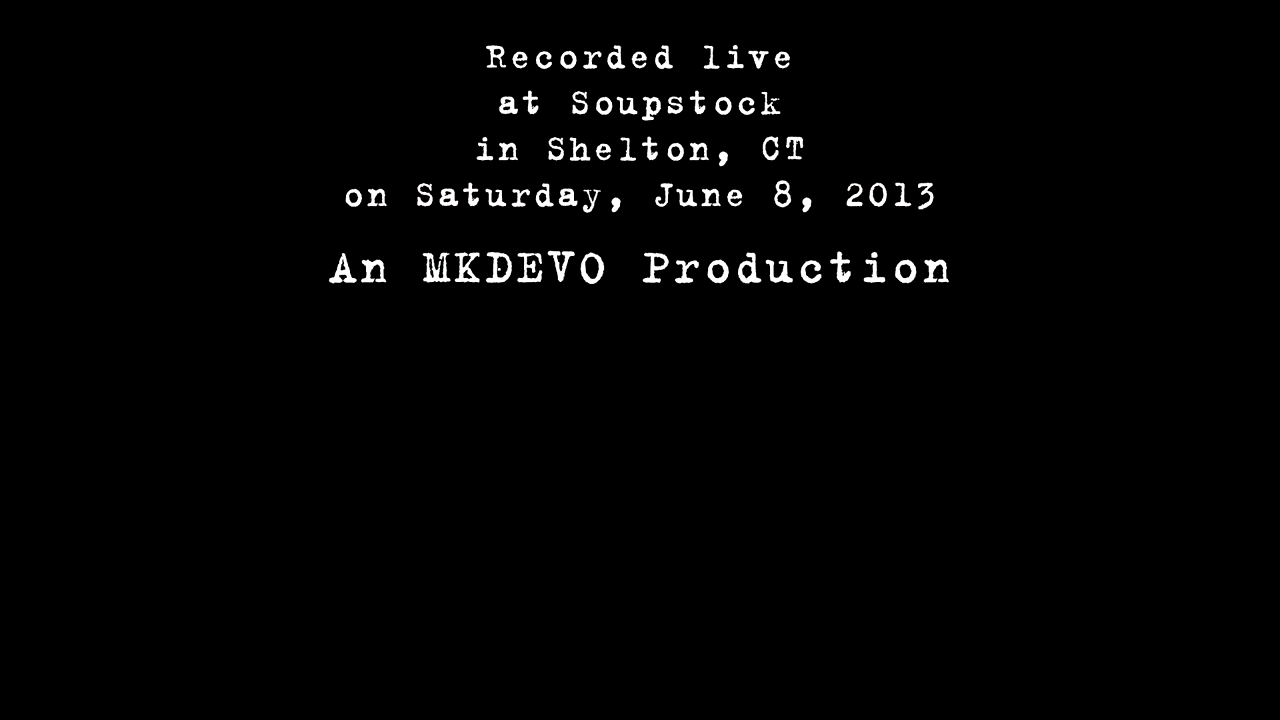 Recorded live
at Soupstock
in Shelton, CT
on Saturday, June 8, 2013
An MKDEVO Production